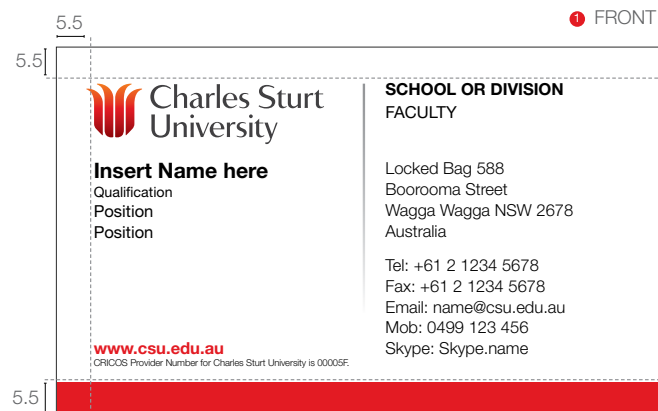 5.5
1 FRONT
5.5
Charles Sturt
University
Insert Name here
Qualification
Position
Position
www.csu.edu.au
CRICOS Provider Number for Charles Sturt University is 00005F.
SCHOOL OR DIVISION
FACULTY
Locked Bag 588
Boorooma Street
Wagga Wagga NSW 2678
Australia
Tel: +61 2 1234 5678
Fax: +61 2 1234 5678
Email: name@csu.edu.au
Mob: 0499 123 456
Skype: Skype.name
5.5